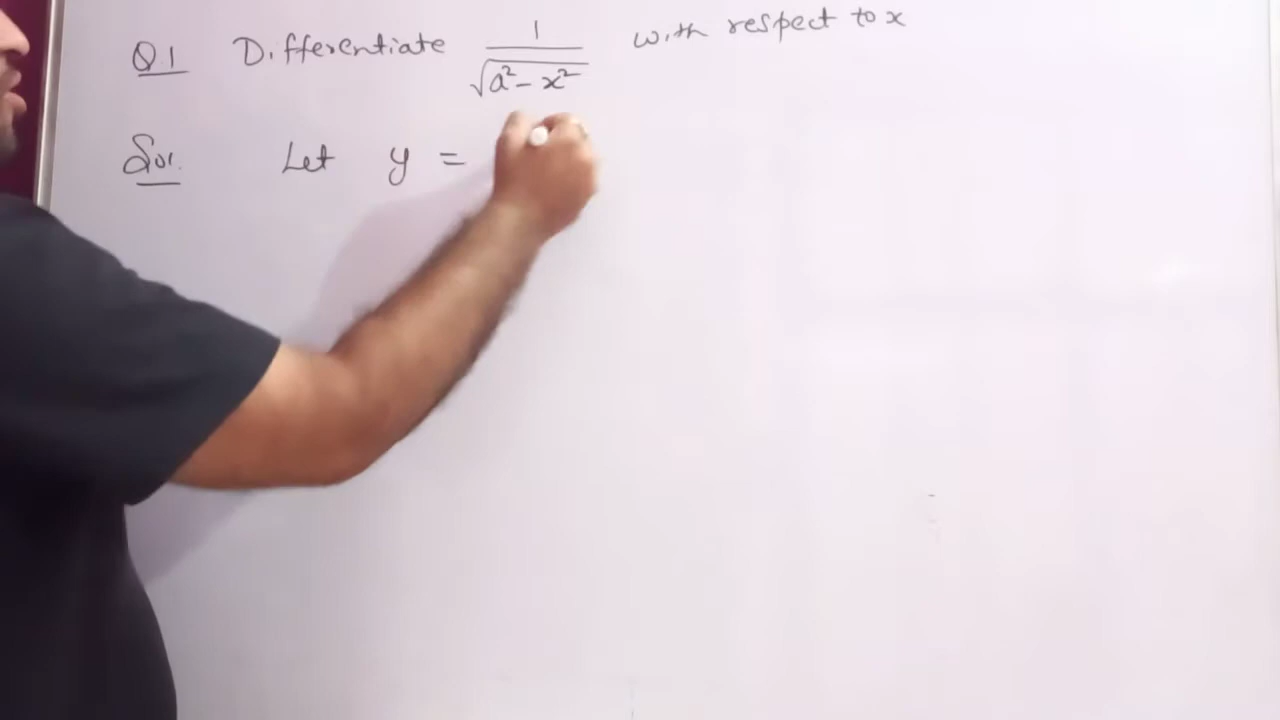 Q.1 Differentiate 1/√(a² - x²) with respect to x
Sol. Let y =